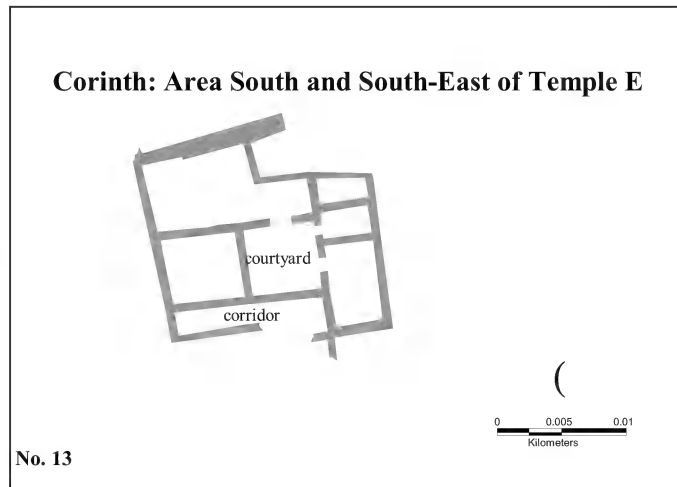 Corinth: Area South and South-East of Temple E
courtyard
corridor
(
0 0.005 0.01
Kilometers
No. 13